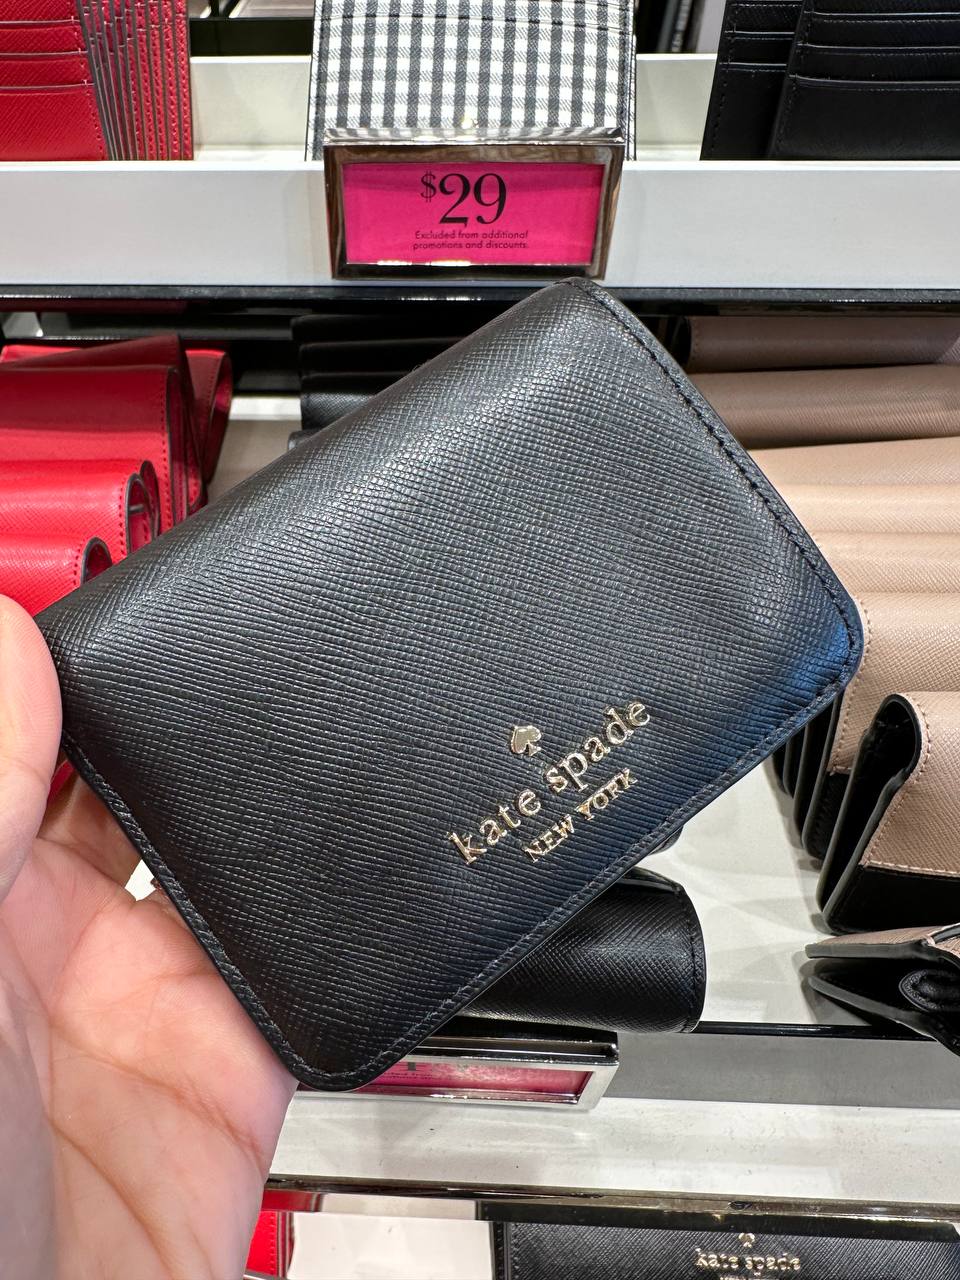 $29
Excluded from additional
promotions and discounts.
kate spade
NEW YORK
kate spade